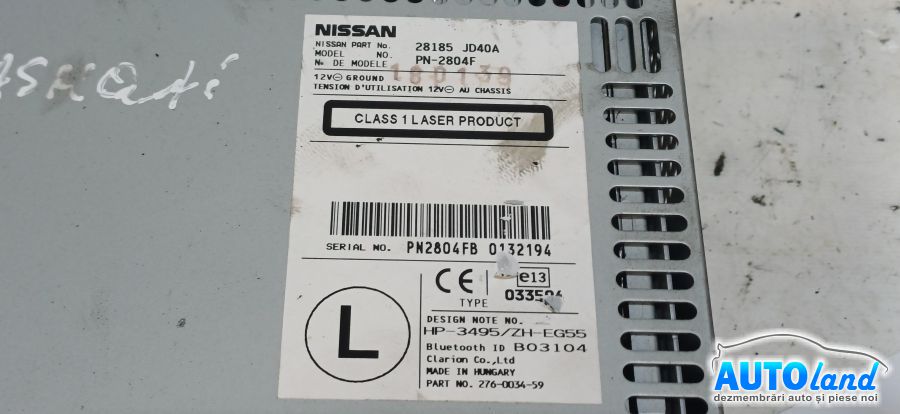 NISSAN
NISSAN PART No. 28185 JD40A
MODEL NO. PN-2804F
No DE MODELE
12V⊖ GROUND 180139
TENSION D'UTILISATION 12V⊖ AU CHASSIS
CLASS 1 LASER PRODUCT
SERIAL NO. PN2804FB 0132194
CE e13
TYPE
L
DESIGN NOTE NO.
HP-3495/ZH-EG55
Bluetooth ID B03104
Clarion Co.,Ltd
MADE IN HUNGARY
PART NO. 276-0034-59
AUTOland
dezmembrări auto și piese noi